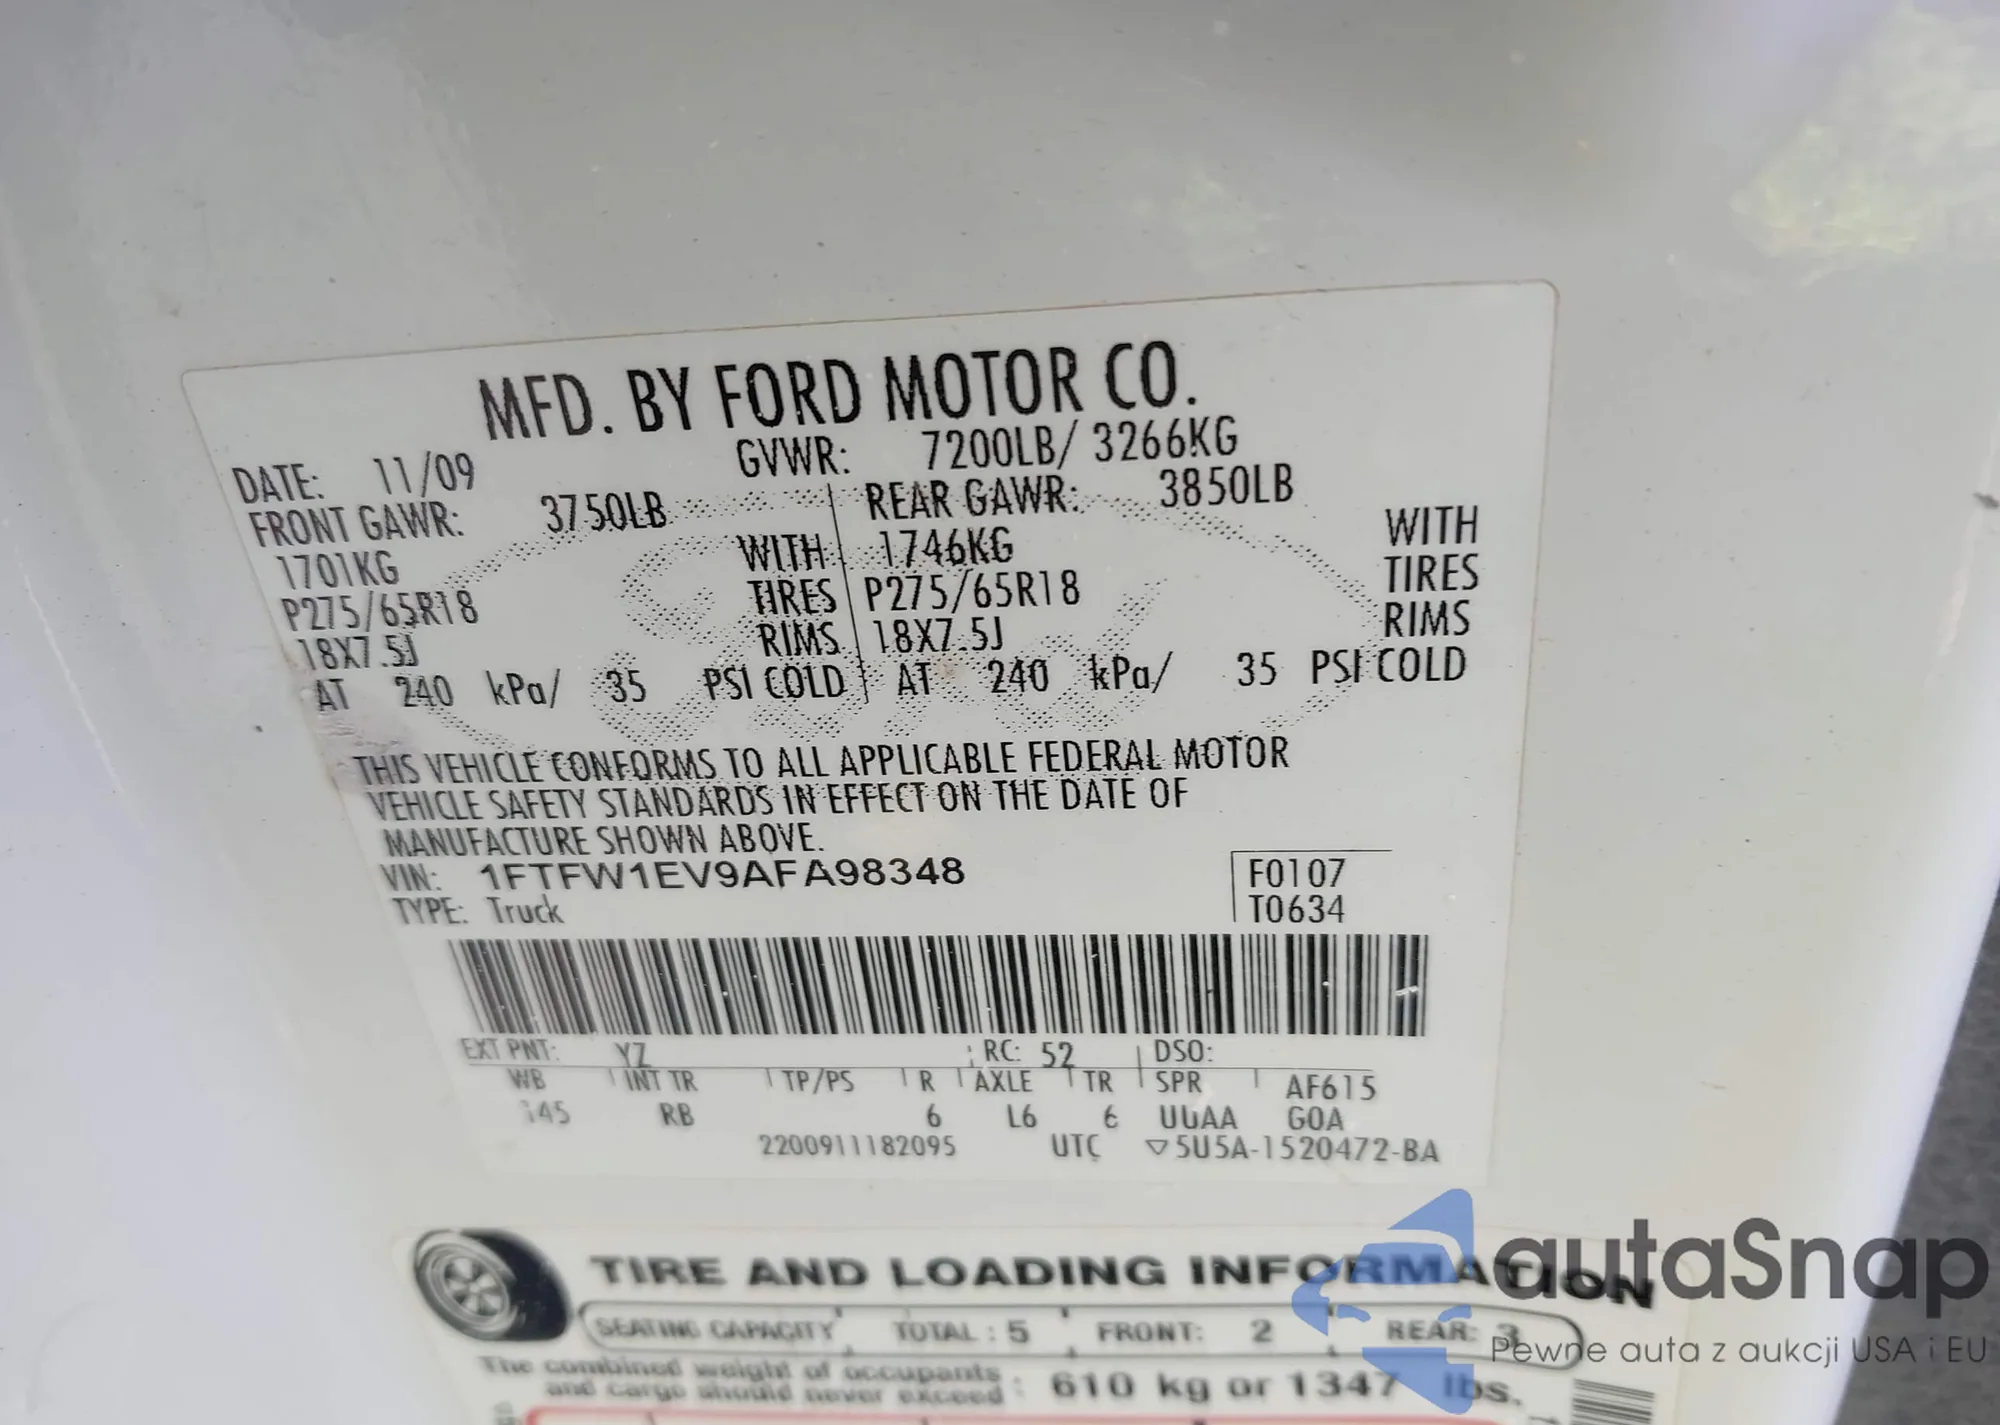 MFD. BY FORD MOTOR CO.
DATE: 11/09 GVWR: 7200LB/ 3266KG
FRONT GAWR: 3750LB REAR GAWR: 3850LB
1701KG WITH 1746KG WITH
P275/65R18 TIRES P275/65R18 TIRES
18X7.5J RIMS 18X7.5J RIMS
AT 240 kPa/ 35 PSI COLD AT 240 kPa/ 35 PSI COLD
THIS VEHICLE CONFORMS TO ALL APPLICABLE FEDERAL MOTOR
VEHICLE SAFETY STANDARDS IN EFFECT ON THE DATE OF
MANUFACTURE SHOWN ABOVE.
VIN: 1FTFW1EV9AFA98348 F0107
TYPE: Truck T0634
EXT PNT: YZ RC: 52 DSO:
WB INT TR TP/PS R AXLE TR SPR AF615
145 RB 6 L6 6 UUAA GOA
2200911182095 UTC ▽5U5A-1520472-BA
TIRE AND LOADING INFORMATION
SEATING CAPACITY TOTAL : 5 FRONT: 2 REAR: 3
The combined weight of occupants
and cargo should never exceed : 610 kg or 1347 lbs.
autaSnap
Pewne auta z aukcji USA i EU